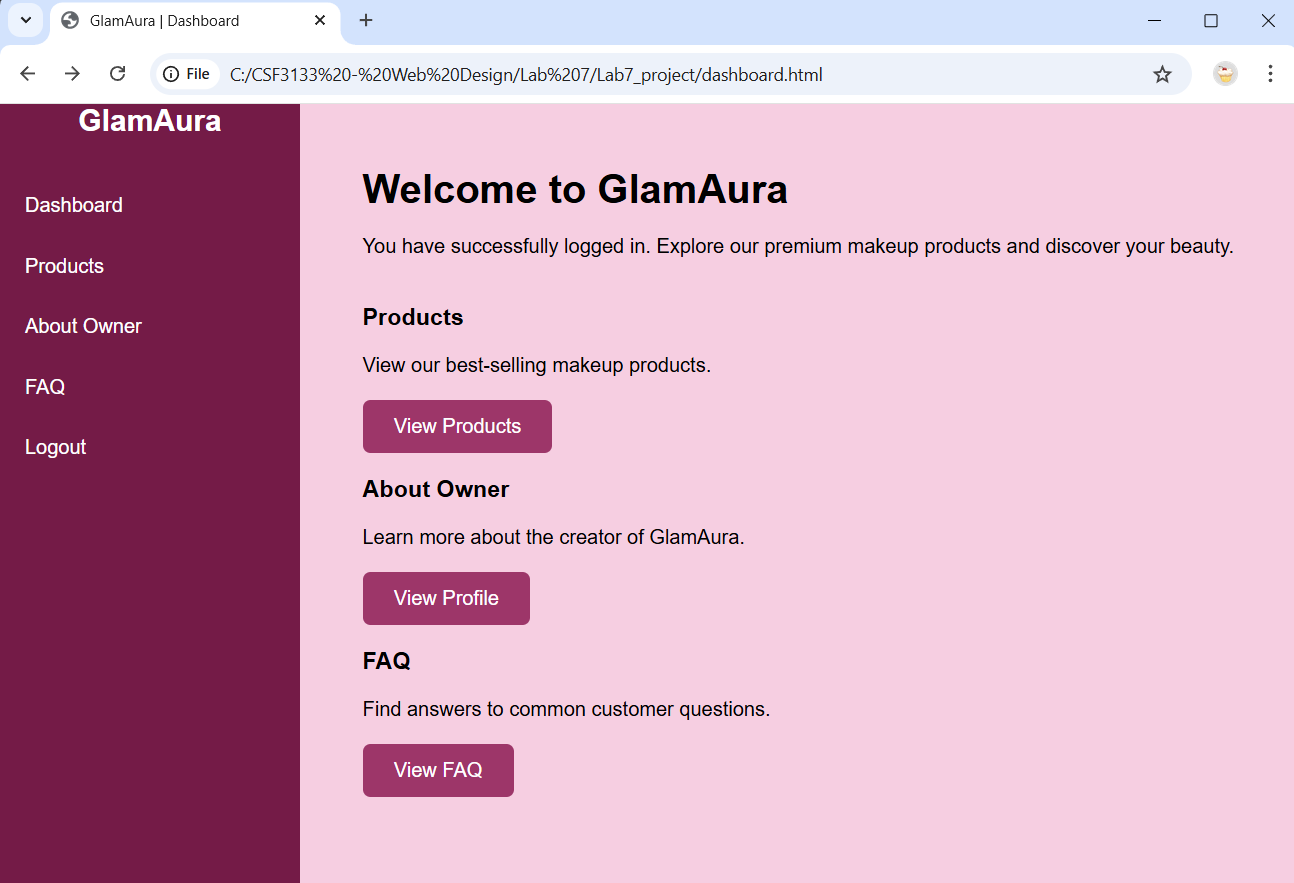 GlamAura | Dashboard
File
C:/CSF3133%20-%20Web%20Design/Lab%207/Lab7_project/dashboard.html
GlamAura
Dashboard
Products
About Owner
FAQ
Logout
Welcome to GlamAura
You have successfully logged in. Explore our premium makeup products and discover your beauty.
Products
View our best-selling makeup products.
View Products
About Owner
Learn more about the creator of GlamAura.
View Profile
FAQ
Find answers to common customer questions.
View FAQ